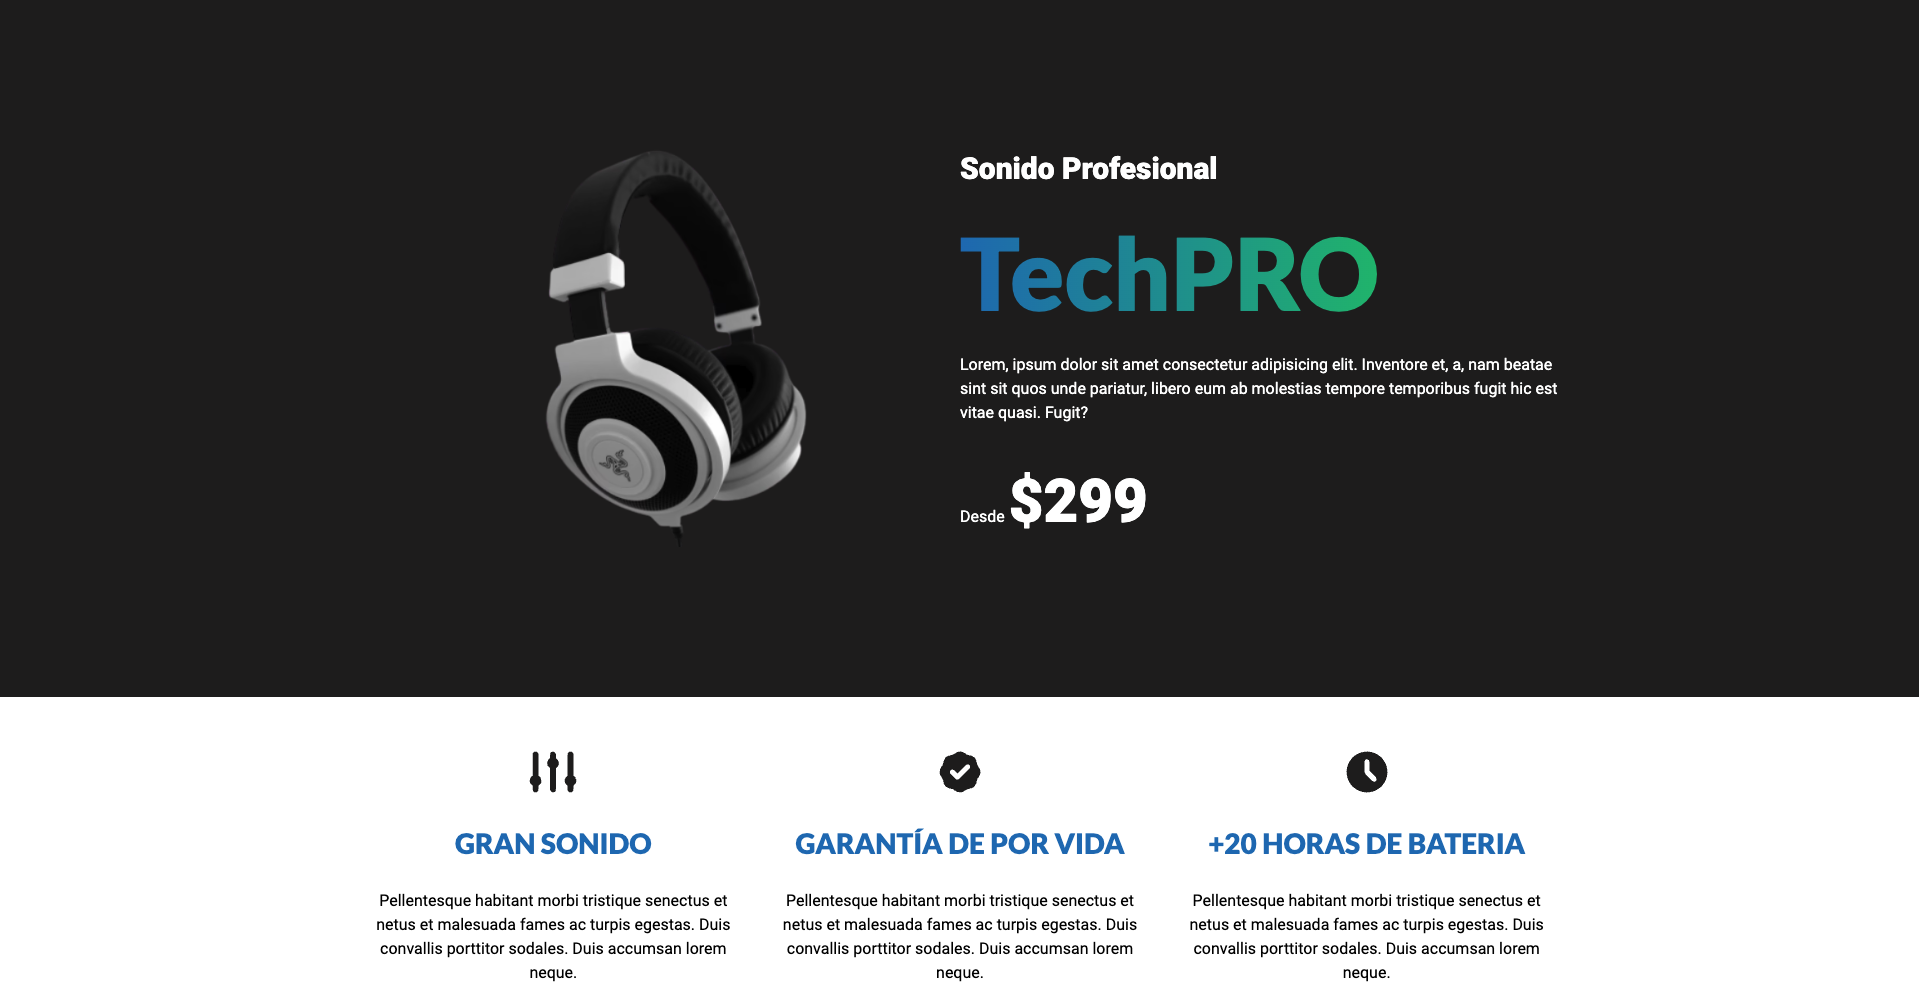 Sonido Profesional
TechPRO
Lorem, ipsum dolor sit amet consectetur adipisicing elit. Inventore et, a, nam beatae
sint sit quos unde pariatur, libero eum ab molestias tempore temporibus fugit hic est
vitae quasi. Fugit?
Desde $299
GRAN SONIDO
Pellentesque habitant morbi tristique senectus et
netus et malesuada fames ac turpis egestas. Duis
convallis porttitor sodales. Duis accumsan lorem
neque.
GARANTÍA DE POR VIDA
Pellentesque habitant morbi tristique senectus et
netus et malesuada fames ac turpis egestas. Duis
convallis porttitor sodales. Duis accumsan lorem
neque.
+20 HORAS DE BATERIA
Pellentesque habitant morbi tristique senectus et
netus et malesuada fames ac turpis egestas. Duis
convallis porttitor sodales. Duis accumsan lorem
neque.